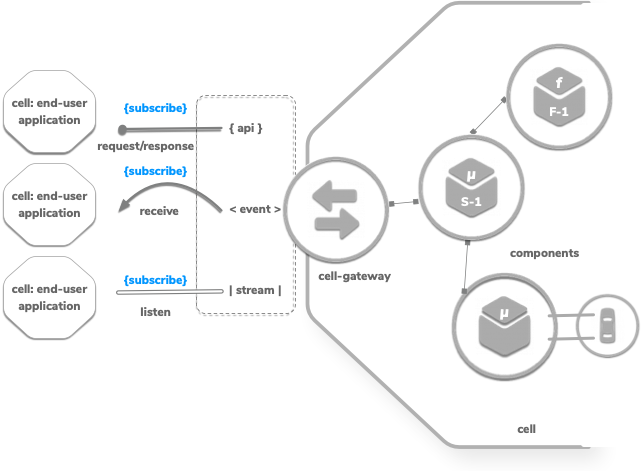 cell: end-user
application
{subscribe}
{ api }
request/response
cell: end-user
application
{subscribe}
receive
< event >
cell: end-user
application
{subscribe}
| stream |
listen
cell-gateway
f
F-1
µ
S-1
components
µ
cell